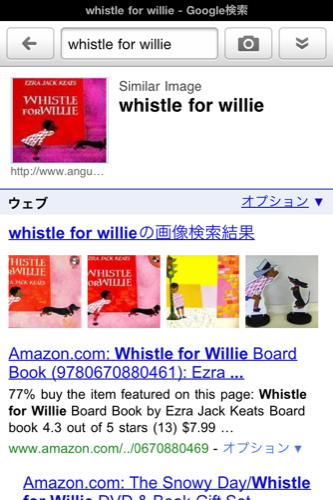 whistle for willie - Google検索
whistle for willie
EZRA JACK KEATS
WHISTLE
FOR WILLIE
Similar Image
whistle for willie
http://www.angu…
ウェブ
オプション ▼
whistle for willieの画像検索結果
Amazon.com: Whistle for Willie Board
Book (9780670880461): Ezra ...
77% buy the item featured on this page: Whistle
for Willie Board Book by Ezra Jack Keats Board
book 4.3 out of 5 stars (13) $7.99 ...
www.amazon.com/../0670880469 - オプション ▼
Amazon.com: The Snowy Day/Whistle
for Willie DVD & Book Gift Set